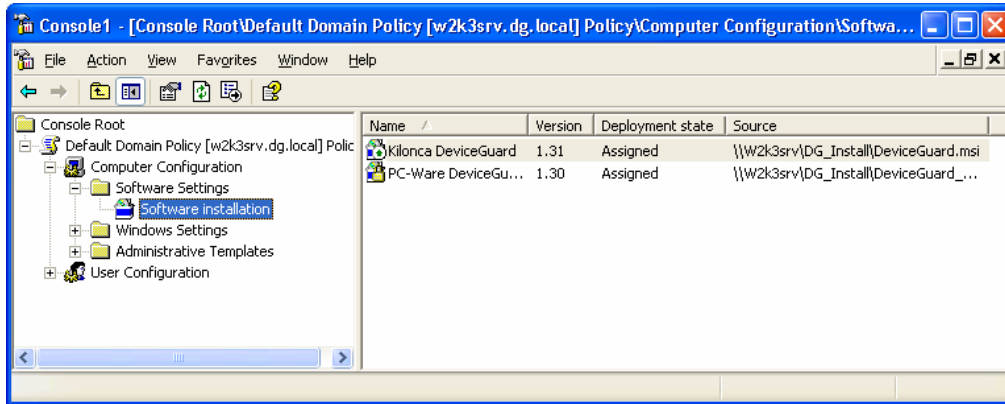 Console1 - [Console Root\Default Domain Policy [w2k3srv.dg.local] Policy\Computer Configuration\Softwa...
File Action View Favorites Window Help
Console Root
Default Domain Policy [w2k3srv.dg.local] Polic
Computer Configuration
Software Settings
Software installation
Windows Settings
Administrative Templates
User Configuration
Name Version Deployment state Source
Kilonca DeviceGuard 1.31 Assigned \\W2k3srv\DG_Install\DeviceGuard.msi
PC-Ware DeviceGu... 1.30 Assigned \\W2k3srv\DG_Install\DeviceGuard_...